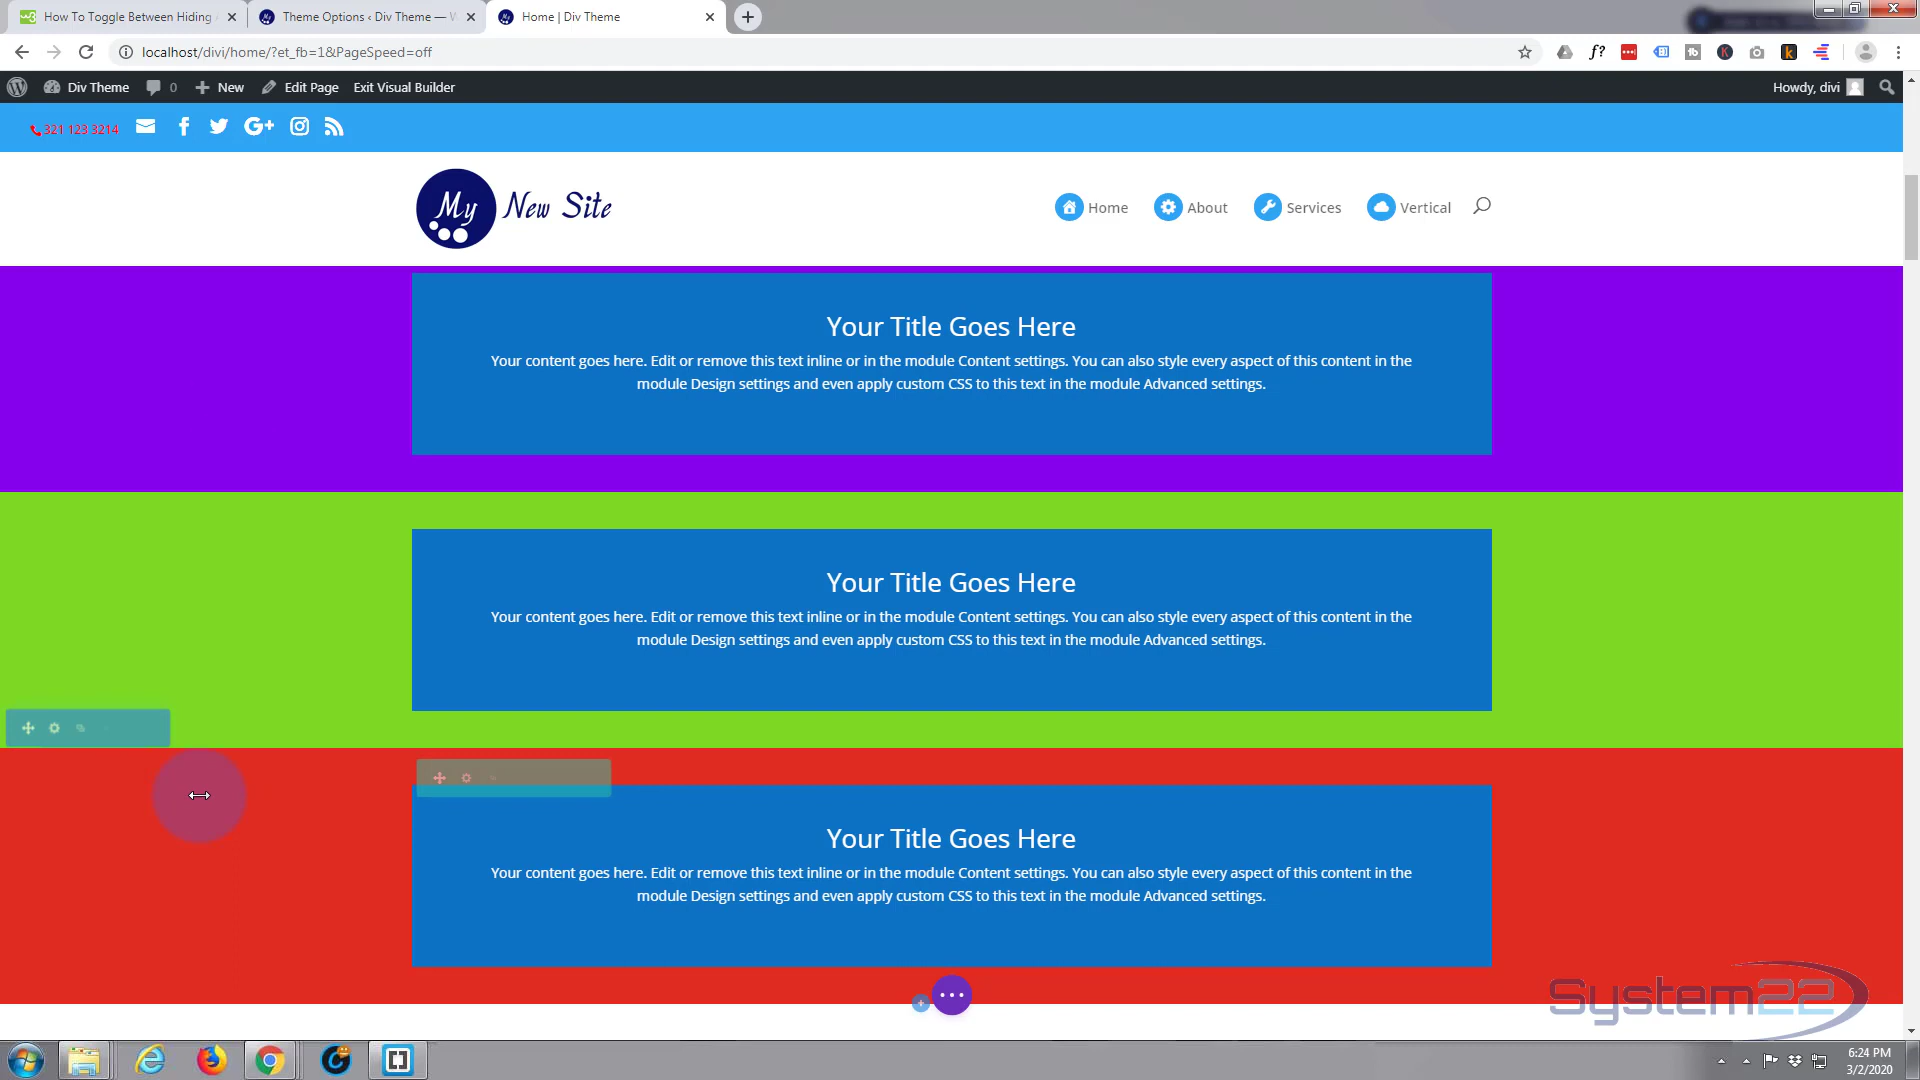 How To Toggle Between Hiding
Theme Options ‹ Div Theme — W
Home | Div Theme
localhost/divi/home/?et_fb=1&PageSpeed=off
f?
Div Theme
0
New
Edit Page
Exit Visual Builder
Howdy, divi
321 123 3214
My New Site
Home
About
Services
Vertical
Your Title Goes Here
Your content goes here. Edit or remove this text inline or in the module Content settings. You can also style every aspect of this content in the
module Design settings and even apply custom CSS to this text in the module Advanced settings.
Your Title Goes Here
Your content goes here. Edit or remove this text inline or in the module Content settings. You can also style every aspect of this content in the
module Design settings and even apply custom CSS to this text in the module Advanced settings.
Your Title Goes Here
Your content goes here. Edit or remove this text inline or in the module Content settings. You can also style every aspect of this content in the
module Design settings and even apply custom CSS to this text in the module Advanced settings.
System22
6:24 PM
3/2/2020